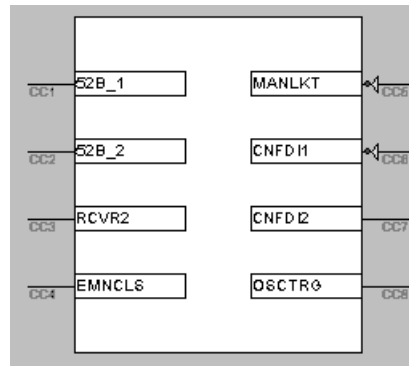 52B_1
MANLKT
CC1
CC5
52B_2
CNFDI1
CC2
CC6
RCVR2
CNFDI2
CC3
CC7
EMNCLS
OSCTRG
CC4
CC8